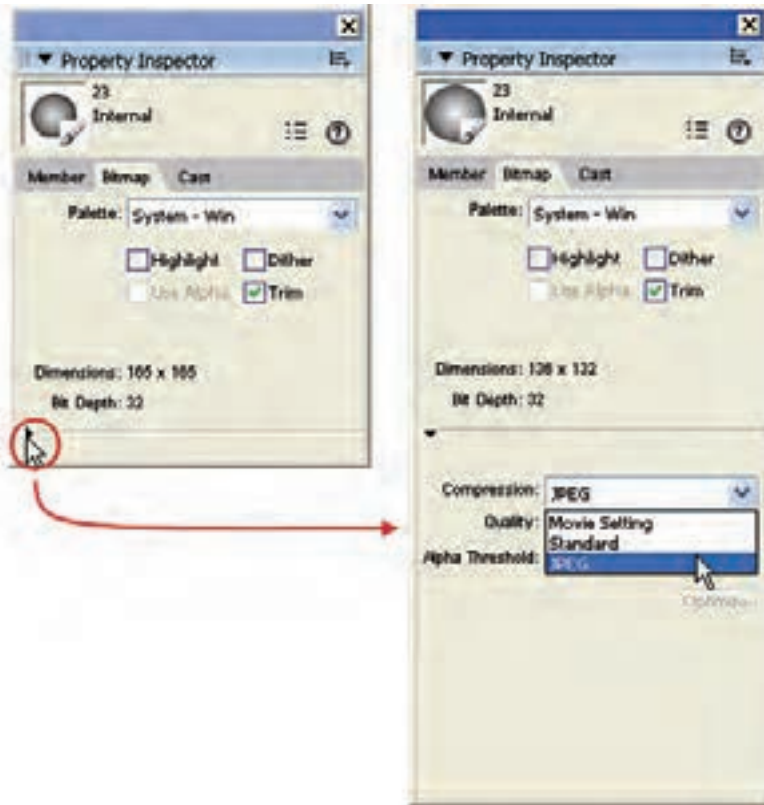 Property Inspector
23
Internal
Member Bitmap Cast
Palette: System - Win
Highlight Dither
Use Alpha Trim
Dimensions: 165 x 165
Bit Depth: 32
Property Inspector
23
Internal
Member Bitmap Cast
Palette: System - Win
Highlight Dither
Use Alpha Trim
Dimensions: 138 x 132
Bit Depth: 32
Compression: JPEG
Quality: Movie Setting
Standard
Alpha Threshold: JPEG